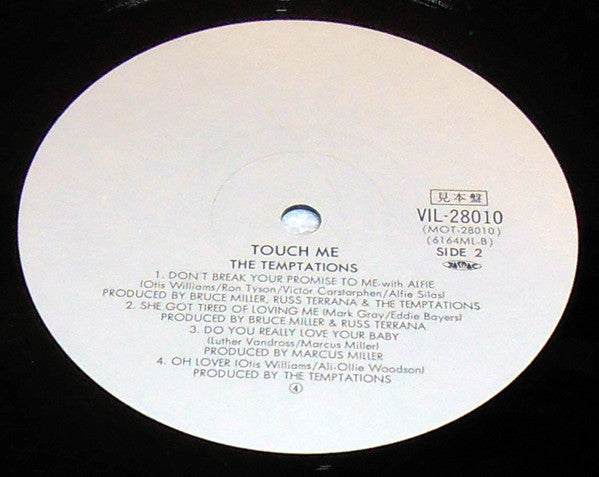 見本盤
VIL-28010
(MOT-28010)
(6164ML-B)
SIDE 2
TOUCH ME
THE TEMPTATIONS
1. DON'T BREAK YOUR PROMISE TO ME-with ALFIE
(Otis Williams/Ron Tyson/Victor Carstarphen/Alfie Silas)
PRODUCED BY BRUCE MILLER, RUSS TERRANA & THE TEMPTATIONS
2. SHE GOT TIRED OF LOVING ME (Mark Gray/Eddie Bayers)
PRODUCED BY BRUCE MILLER & RUSS TERRANA
3. DO YOU REALLY LOVE YOUR BABY
(Luther Vandross/Marcus Miller)
PRODUCED BY MARCUS MILLER
4. OH LOVER (Otis Williams/Ali-Ollie Woodson)
PRODUCED BY THE TEMPTATIONS
④